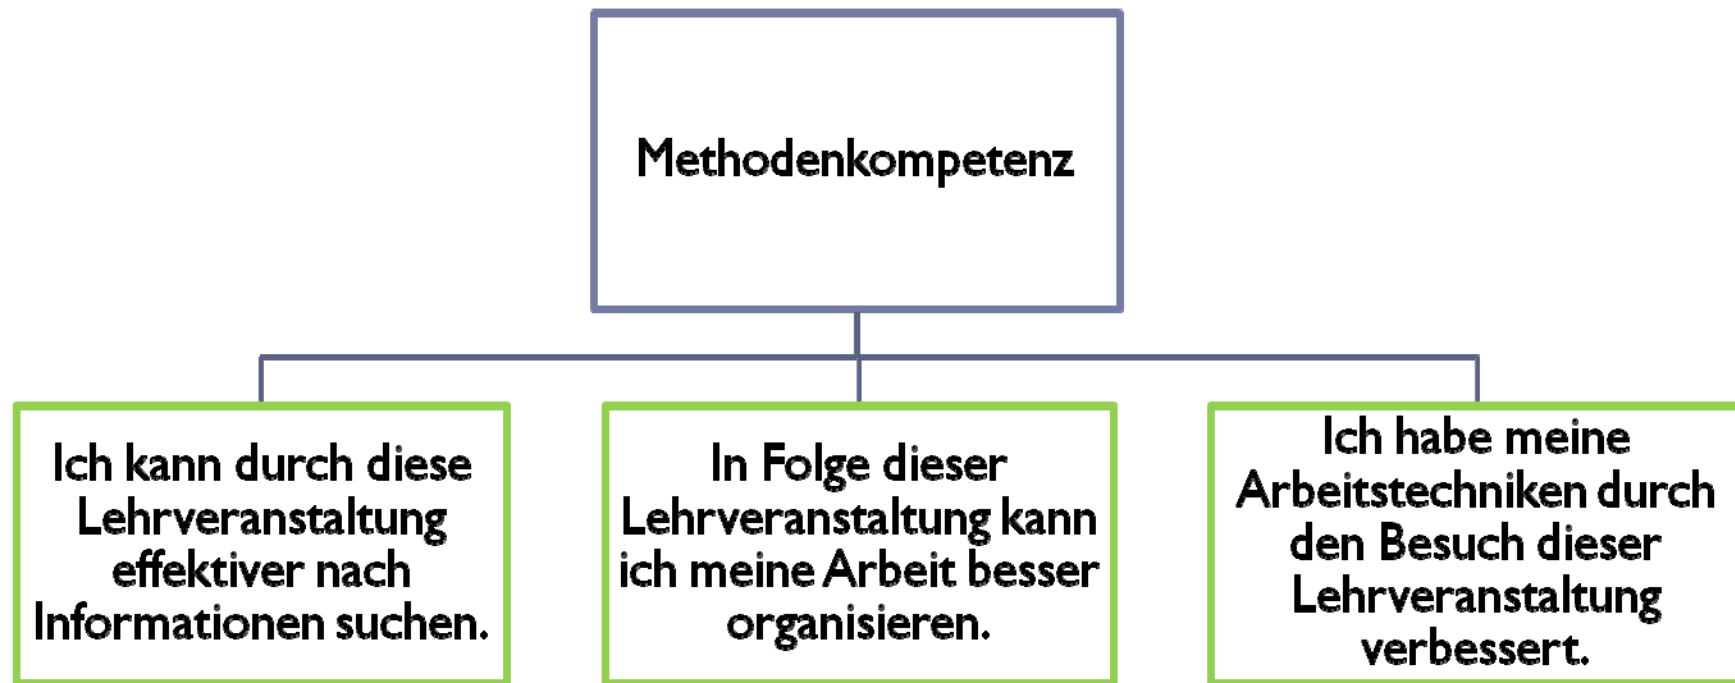 Methodenkompetenz
Ich kann durch diese
Lehrveranstaltung
effektiver nach
Informationen suchen.
In Folge dieser
Lehrveranstaltung kann
ich meine Arbeit besser
organisieren.
Ich habe meine
Arbeitstechniken durch
den Besuch dieser
Lehrveranstaltung
verbessert.